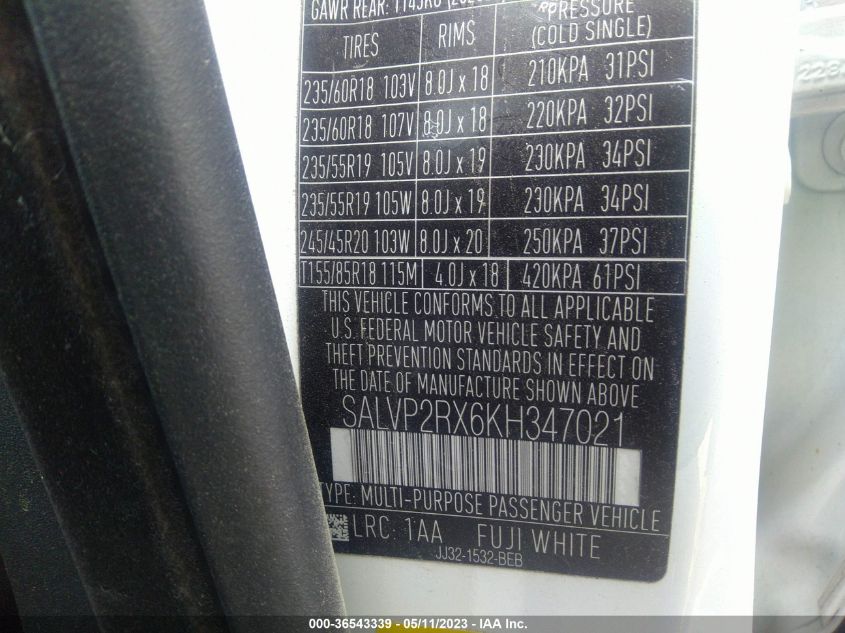 GAWR REAR:
PRESSURE
TIRES RIMS (COLD SINGLE)
235/60R18 103V 8.0J x 18 210KPA 31PSI
235/60R18 107V 8.0J x 18 220KPA 32PSI
235/55R19 105V 8.0J x 19 230KPA 34PSI
235/55R19 105W 8.0J x 19 230KPA 34PSI
245/45R20 103W 8.0J x 20 250KPA 37PSI
T155/85R18 115M 4.0J x 18 420KPA 61PSI
THIS VEHICLE CONFORMS TO ALL APPLICABLE
U.S. FEDERAL MOTOR VEHICLE SAFETY AND
THEFT PREVENTION STANDARDS IN EFFECT ON
THE DATE OF MANUFACTURE SHOWN ABOVE
SALVP2RX6KH347021
TYPE: MULTI-PURPOSE PASSENGER VEHICLE
LRC: 1AA FUJI WHITE
JJ32-1532-BEB
000-36543339 - 05/11/2023 - IAA Inc.